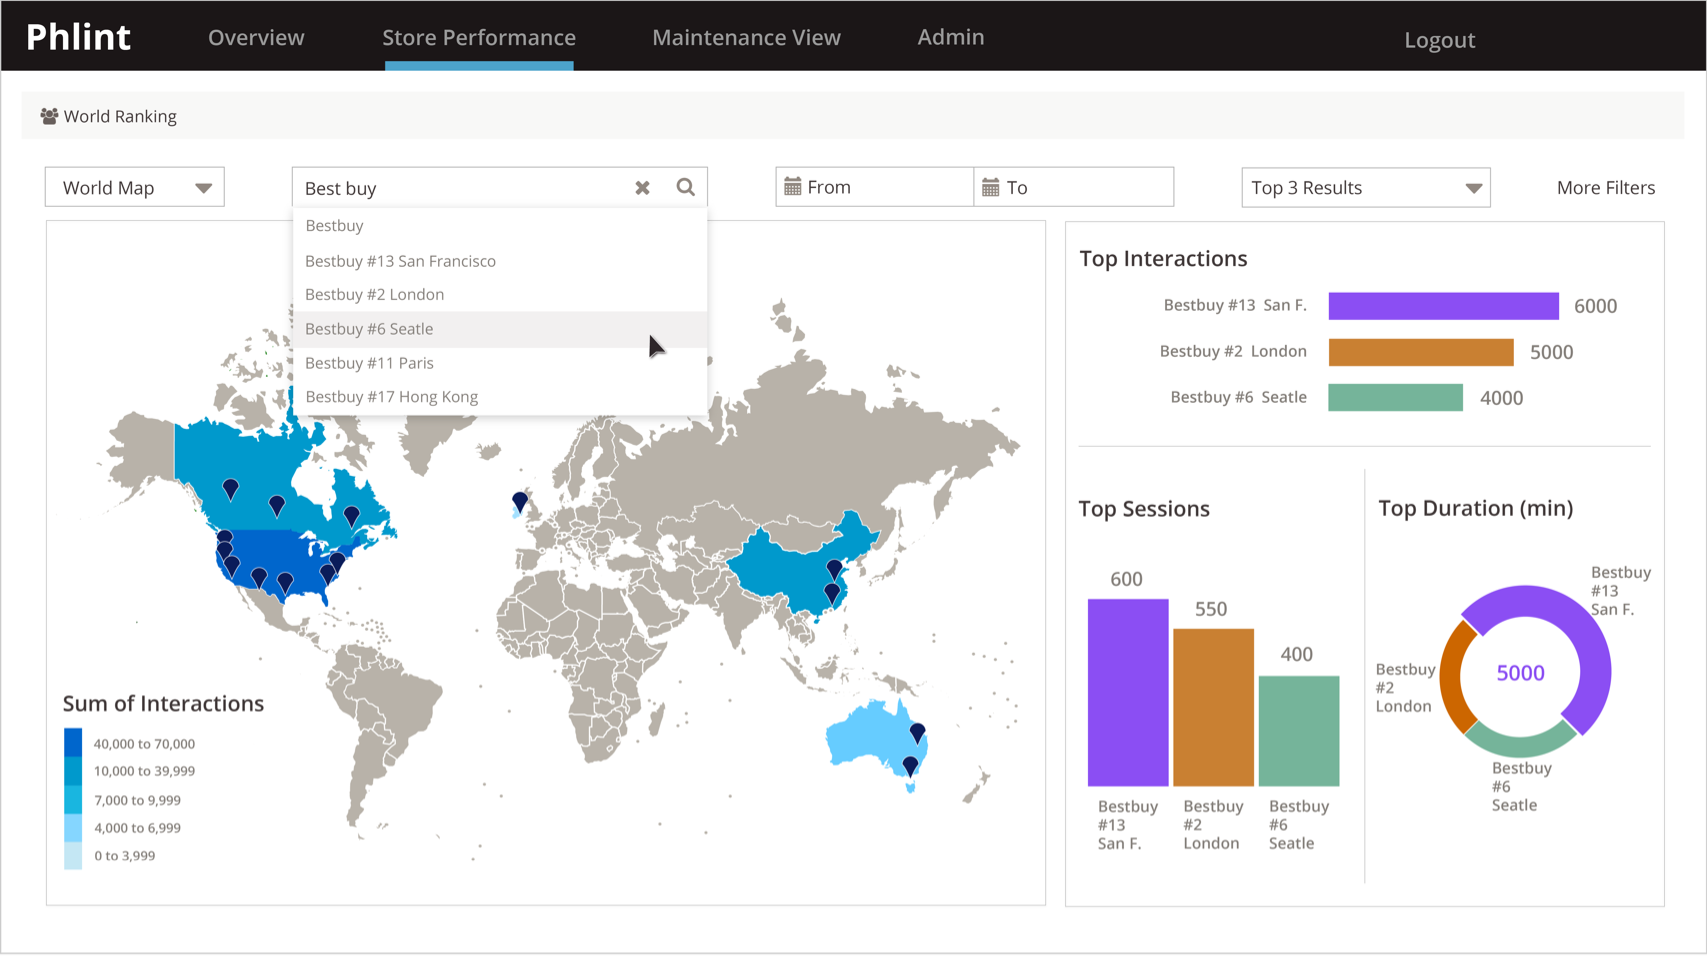 Phlint
Overview
Store Performance
Maintenance View
Admin
Logout
World Ranking
World Map
Best buy
From
To
Top 3 Results
More Filters
Bestbuy
Bestbuy #13 San Francisco
Bestbuy #2 London
Bestbuy #6 Seatle
Bestbuy #11 Paris
Bestbuy #17 Hong Kong
Sum of Interactions
40,000 to 70,000
10,000 to 39,999
7,000 to 9,999
4,000 to 6,999
0 to 3,999
Top Interactions
Bestbuy #13 San F.
6000
Bestbuy #2 London
5000
Bestbuy #6 Seatle
4000
Top Sessions
600
550
400
Bestbuy
#13
San F.
Bestbuy
#2
London
Bestbuy
#6
Seatle
Top Duration (min)
Bestbuy
#13
San F.
Bestbuy
#2
London
5000
Bestbuy
#6
Seatle